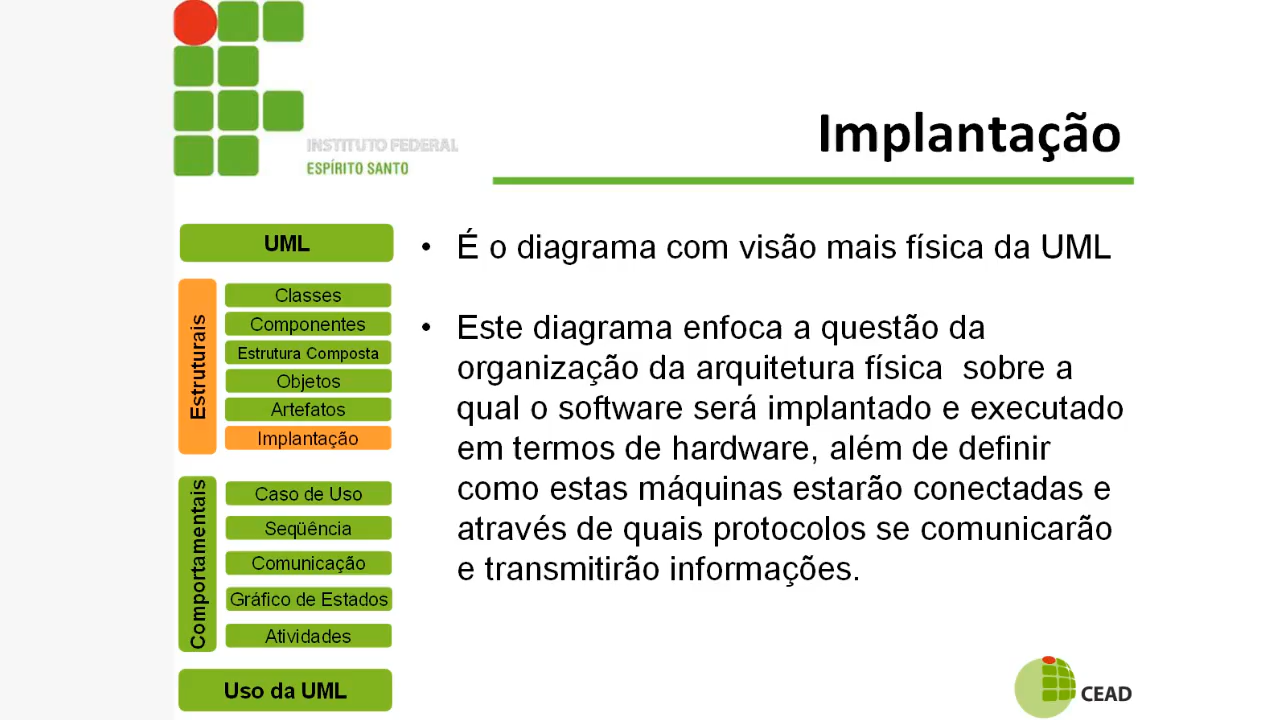 INSTITUTO FEDERAL
ESPÍRITO SANTO
Implantação
UML
Estruturais
Classes
Componentes
Estrutura Composta
Objetos
Artefatos
Implantação
Comportamentais
Caso de Uso
Seqüência
Comunicação
Gráfico de Estados
Atividades
Uso da UML
• É o diagrama com visão mais física da UML
• Este diagrama enfoca a questão da
organização da arquitetura física  sobre a
qual o software será implantado e executado
em termos de hardware, além de definir
como estas máquinas estarão conectadas e
através de quais protocolos se comunicarão
e transmitirão informações.
CEAD